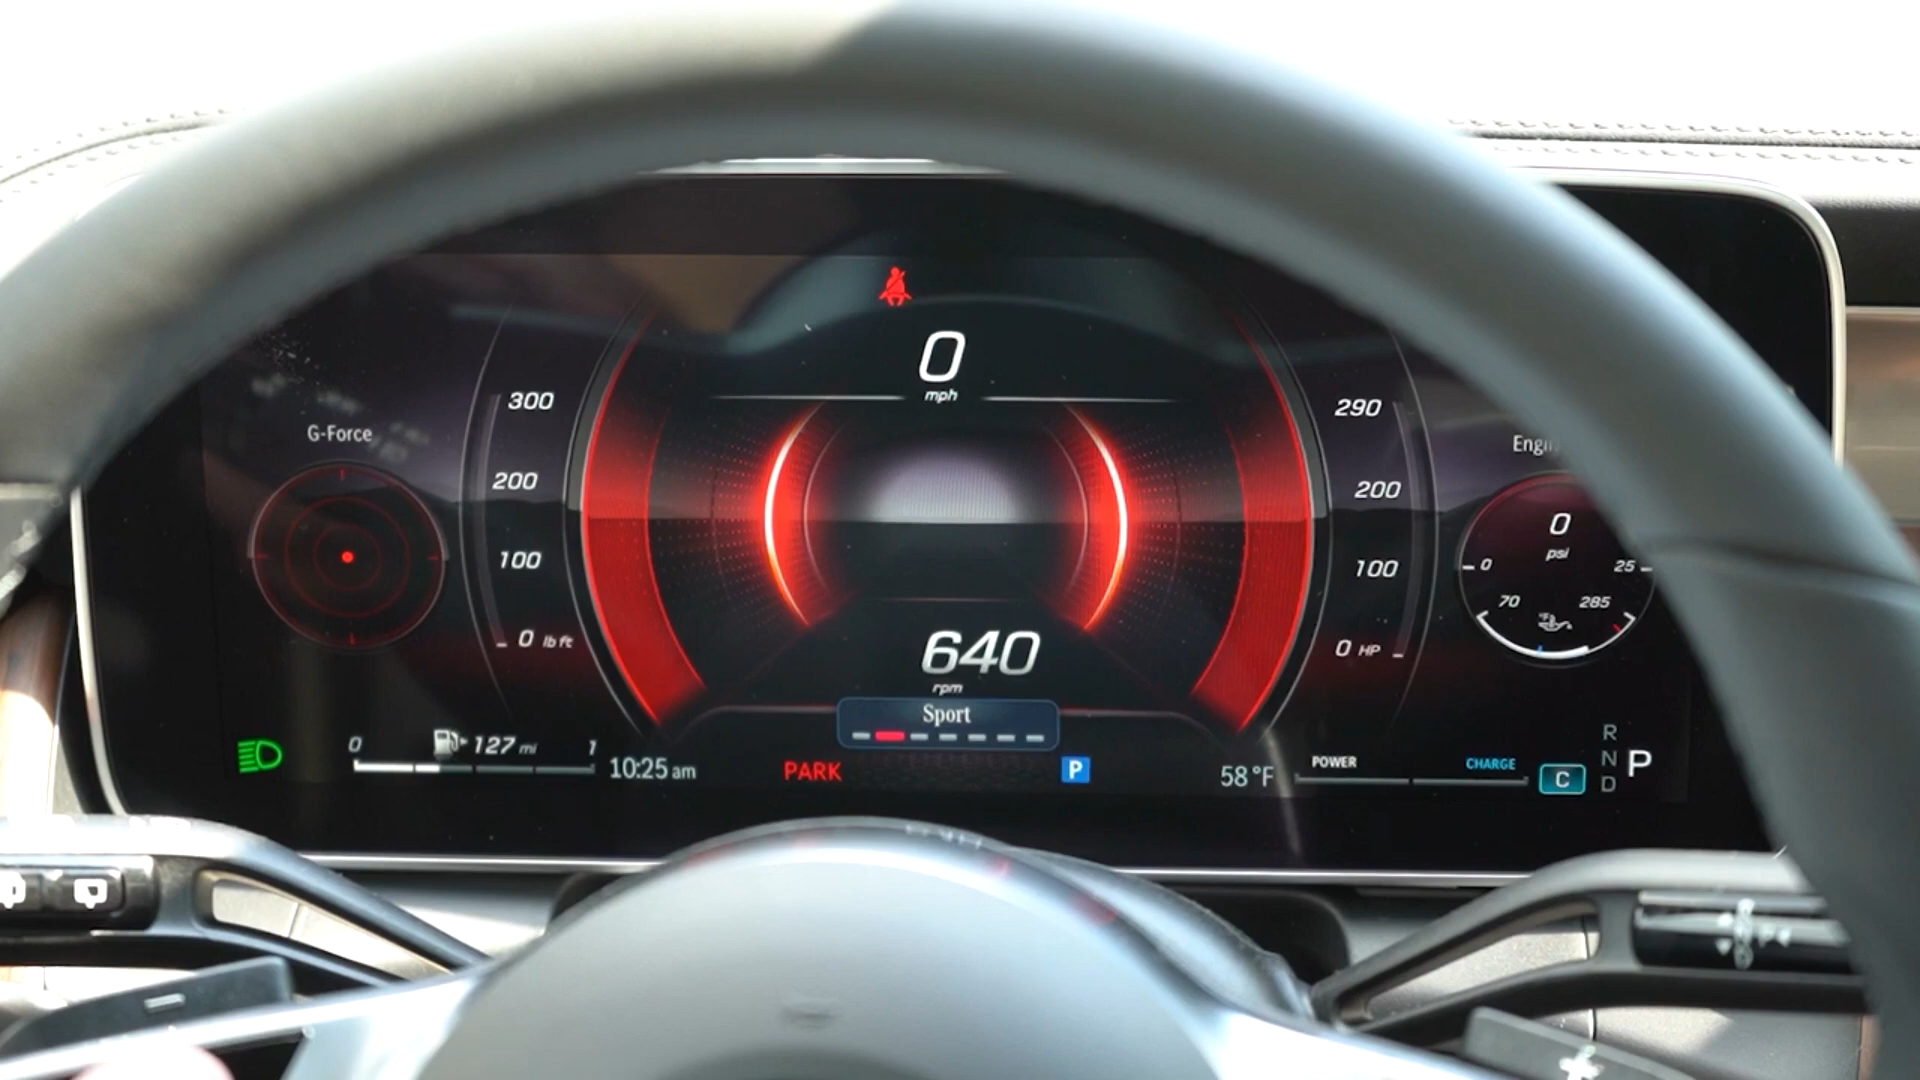 0
mph
300
200
100
0 lb ft
G-Force
290
200
100
0 HP
0
psi
0
25
70
285
640
rpm
Sport
0
127 mi
1
10:25 am
PARK
P
58°F
POWER
CHARGE
C
R
N
D
P